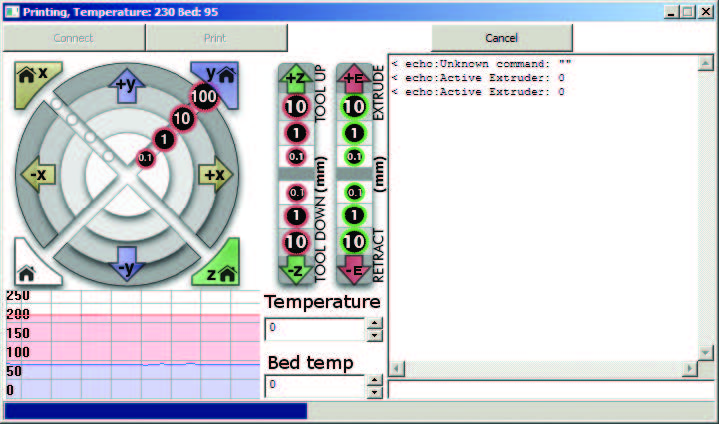 Printing, Temperature: 230 Bed: 95
Connect
Print
Cancel
x
+y
y
100
10
1
0.1
-x
+x
-y
z
+Z
10
1
0.1
0.1
1
10
-Z
TOOL UP
TOOL DOWN (mm)
+E
10
1
0.1
0.1
1
10
-E
EXTRUDE
RETRACT (mm)
< echo:Unknown command: ""
< echo:Active Extruder: 0
< echo:Active Extruder: 0
250
200
150
100
50
0
Temperature
0
Bed temp
0